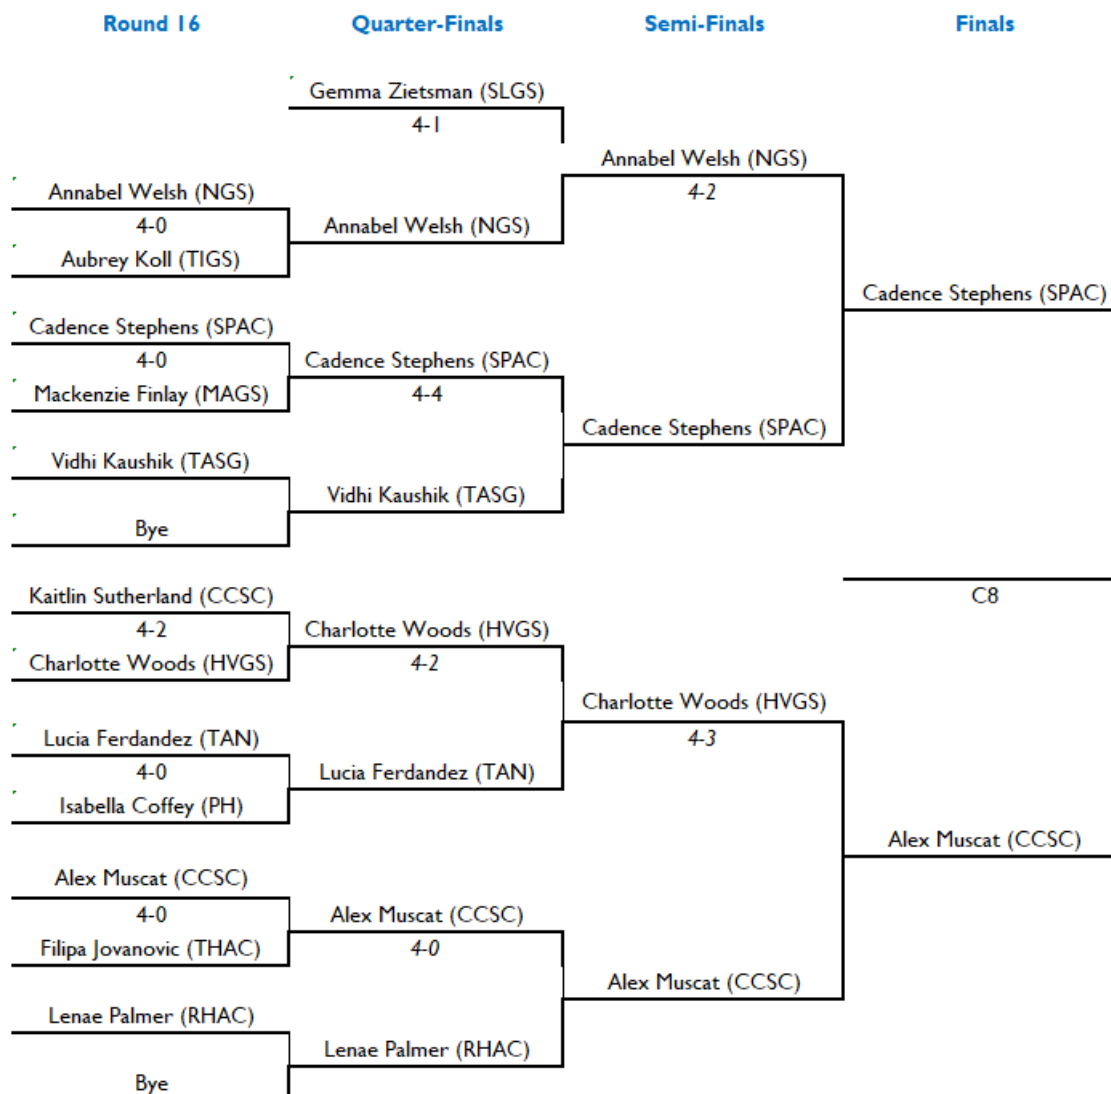 Round 16 Quarter-Finals Semi-Finals Finals
Gemma Zietsman (SLGS)
4-1
Annabel Welsh (NGS)
4-2
Annabel Welsh (NGS)
4-0
Annabel Welsh (NGS)
Aubrey Koll (TIGS)
Cadence Stephens (SPAC)
Cadence Stephens (SPAC)
4-0
Cadence Stephens (SPAC)
Mackenzie Finlay (MAGS)
4-4
Cadence Stephens (SPAC)
Vidhi Kaushik (TASG)
Vidhi Kaushik (TASG)
Bye
Kaitlin Sutherland (CCSC)
C8
4-2
Charlotte Woods (HVGS)
Charlotte Woods (HVGS)
4-2
Charlotte Woods (HVGS)
4-3
Lucia Ferdandez (TAN)
4-0
Lucia Ferdandez (TAN)
Isabella Coffey (PH)
Alex Muscat (CCSC)
Alex Muscat (CCSC)
4-0
Alex Muscat (CCSC)
Filipa Jovanovic (THAC)
4-0
Alex Muscat (CCSC)
Lenae Palmer (RHAC)
Lenae Palmer (RHAC)
Bye